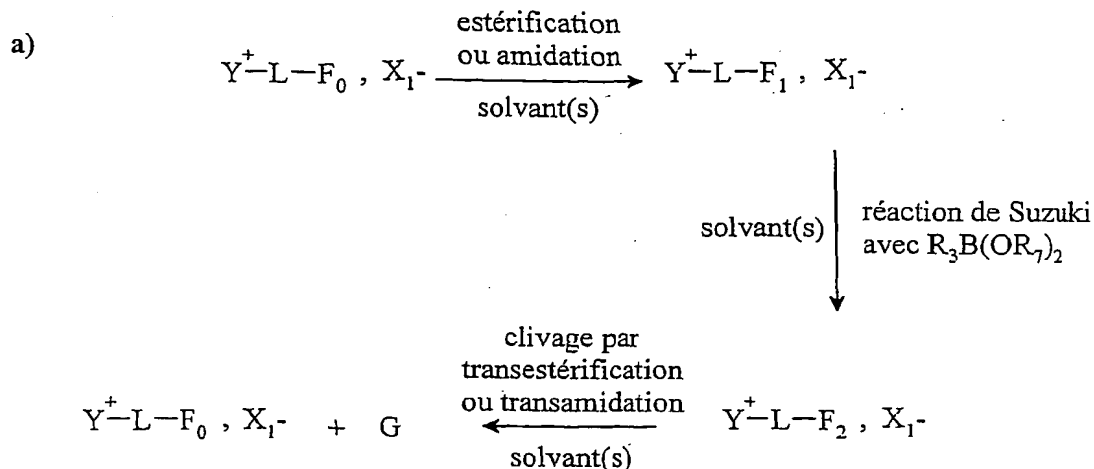 a)
estérification
ou amidation
Y⁺-L-F₀ , X₁-
solvant(s)
Y⁺-L-F₁ , X₁-
solvant(s)
réaction de Suzuki
avec R₃B(OR₇)₂
clivage par
transestérification
ou transamidation
Y⁺-L-F₀ , X₁- + G
solvant(s)
Y⁺-L-F₂ , X₁-